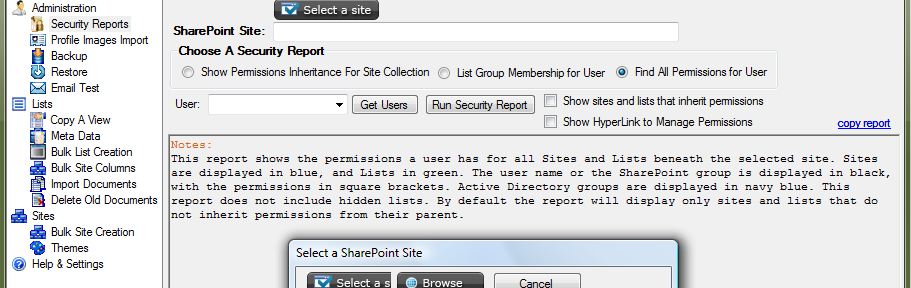 Administration
Security Reports
Profile Images Import
Backup
Restore
Email Test
Lists
Copy A View
Meta Data
Bulk List Creation
Bulk Site Columns
Import Documents
Delete Old Documents
Sites
Bulk Site Creation
Themes
Help & Settings
Select a site
SharePoint Site:
Choose A Security Report
Show Permissions Inheritance For Site Collection
List Group Membership for User
Find All Permissions for User
User:
Get Users
Run Security Report
Show sites and lists that inherit permissions
Show HyperLink to Manage Permissions
copy report
Notes:
This report shows the permissions a user has for all Sites and Lists beneath the selected site. Sites
are displayed in blue, and Lists in green. The user name or the SharePoint group is displayed in black,
with the permissions in square brackets. Active Directory groups are displayed in navy blue. This
report does not include hidden lists. By default the report will display only sites and lists that do
not inherit permissions from their parent.
Select a SharePoint Site
Select a s
Browse
Cancel